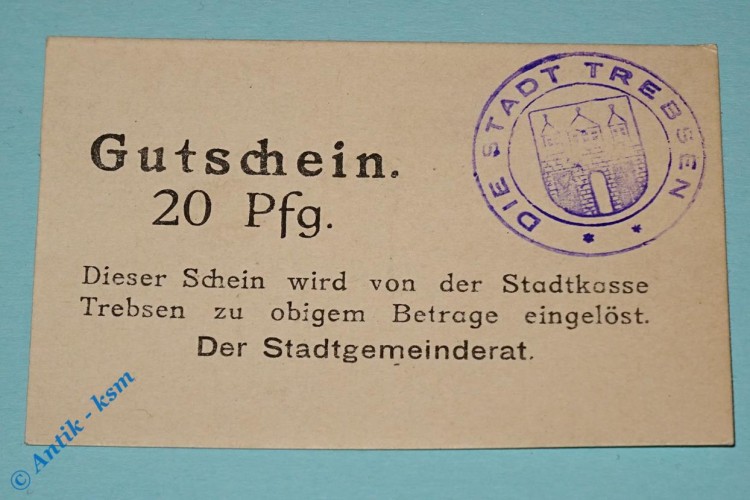 Gutschein.
20 Pfg.
DIE STADT TREBSEN
Dieser Schein wird von der Stadtkasse
Trebsen zu obigem Betrage eingelöst.
Der Stadtgemeinderat.
© Antik - ksm